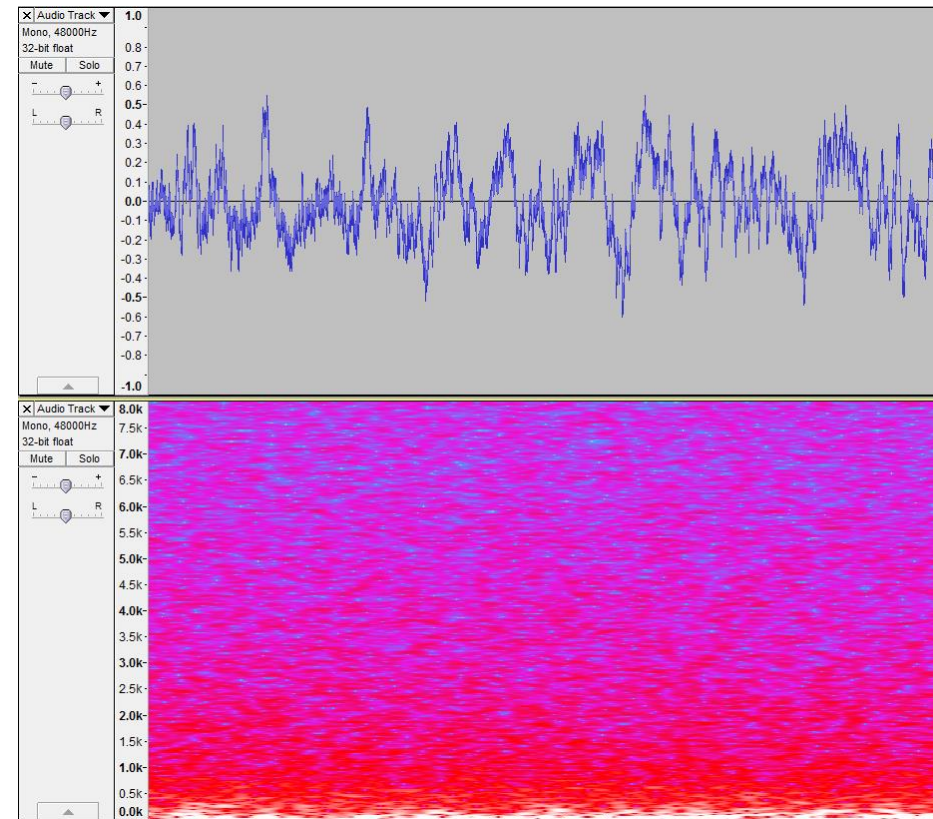 X Audio Track ▼
Mono, 48000Hz
32-bit float
Mute Solo
- +
L R
1.0
0.8-
0.7-
0.6-
0.5-
0.4-
0.3-
0.2-
0.1-
0.0-
-0.1-
-0.2-
-0.3-
-0.4-
-0.5-
-0.6-
-0.7-
-0.8-
-1.0
X Audio Track ▼
Mono, 48000Hz
32-bit float
Mute Solo
- +
L R
8.0k
7.5k-
7.0k-
6.5k-
6.0k-
5.5k-
5.0k-
4.5k-
4.0k-
3.5k-
3.0k-
2.5k-
2.0k-
1.5k-
1.0k-
0.5k-
0.0k